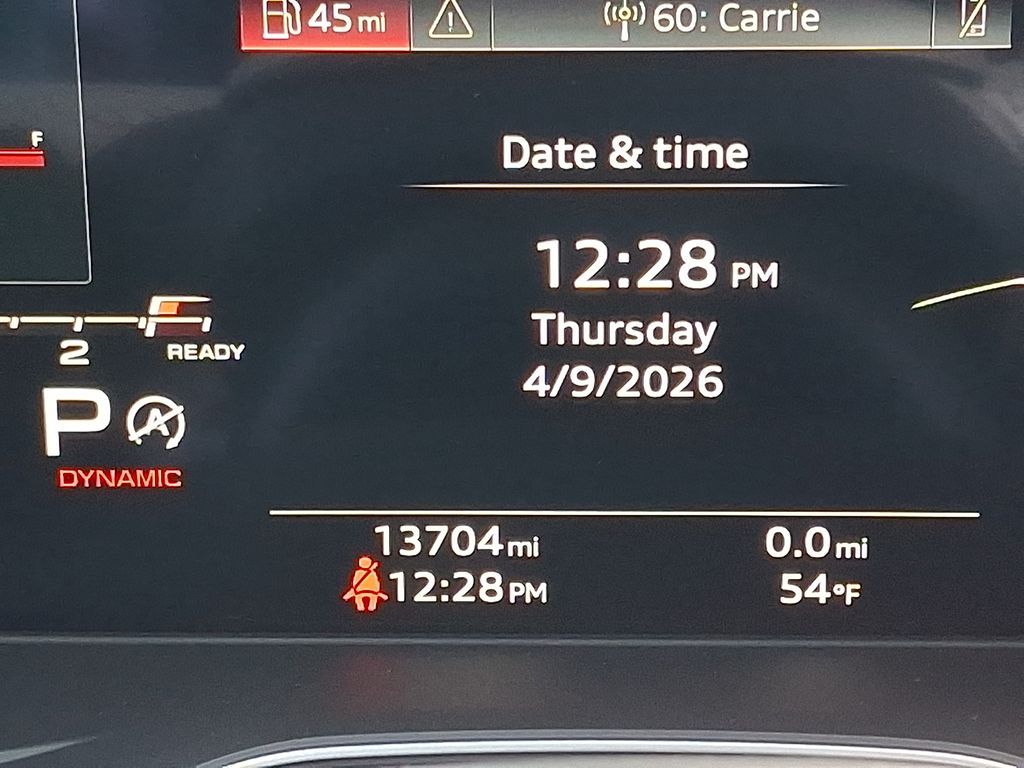 45 mi
60: Carrie
F
Date & time
12:28 PM
Thursday
4/9/2026
2
READY
P
A
DYNAMIC
13704 mi
0.0 mi
12:28 PM
54°F